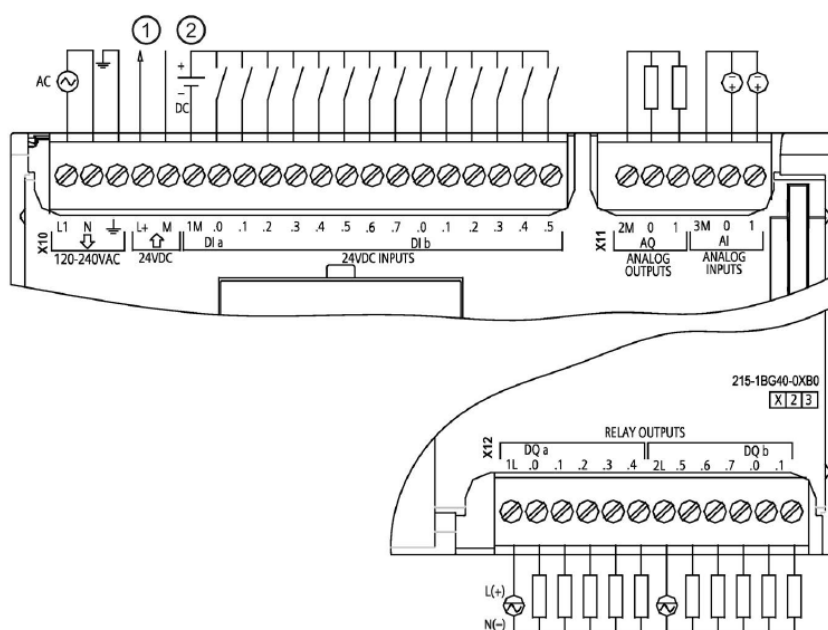 1 2
AC + − DC
L1 N L+ M 1M .0 .1 .2 .3 .4 .5 .6 .7 .0 .1 .2 .3 .4 .5
X10
DI a DI b
120-240VAC 24VDC 24VDC INPUTS
2M 0 1 3M 0 1
X11
AQ AI
ANALOG OUTPUTS
ANALOG INPUTS
215-1BG40-0XB0
X 2 3
RELAY OUTPUTS
X12
DQ a DQ b
1L .0 .1 .2 .3 .4 2L .5 .6 .7 .0 .1
L(+)
N(−)